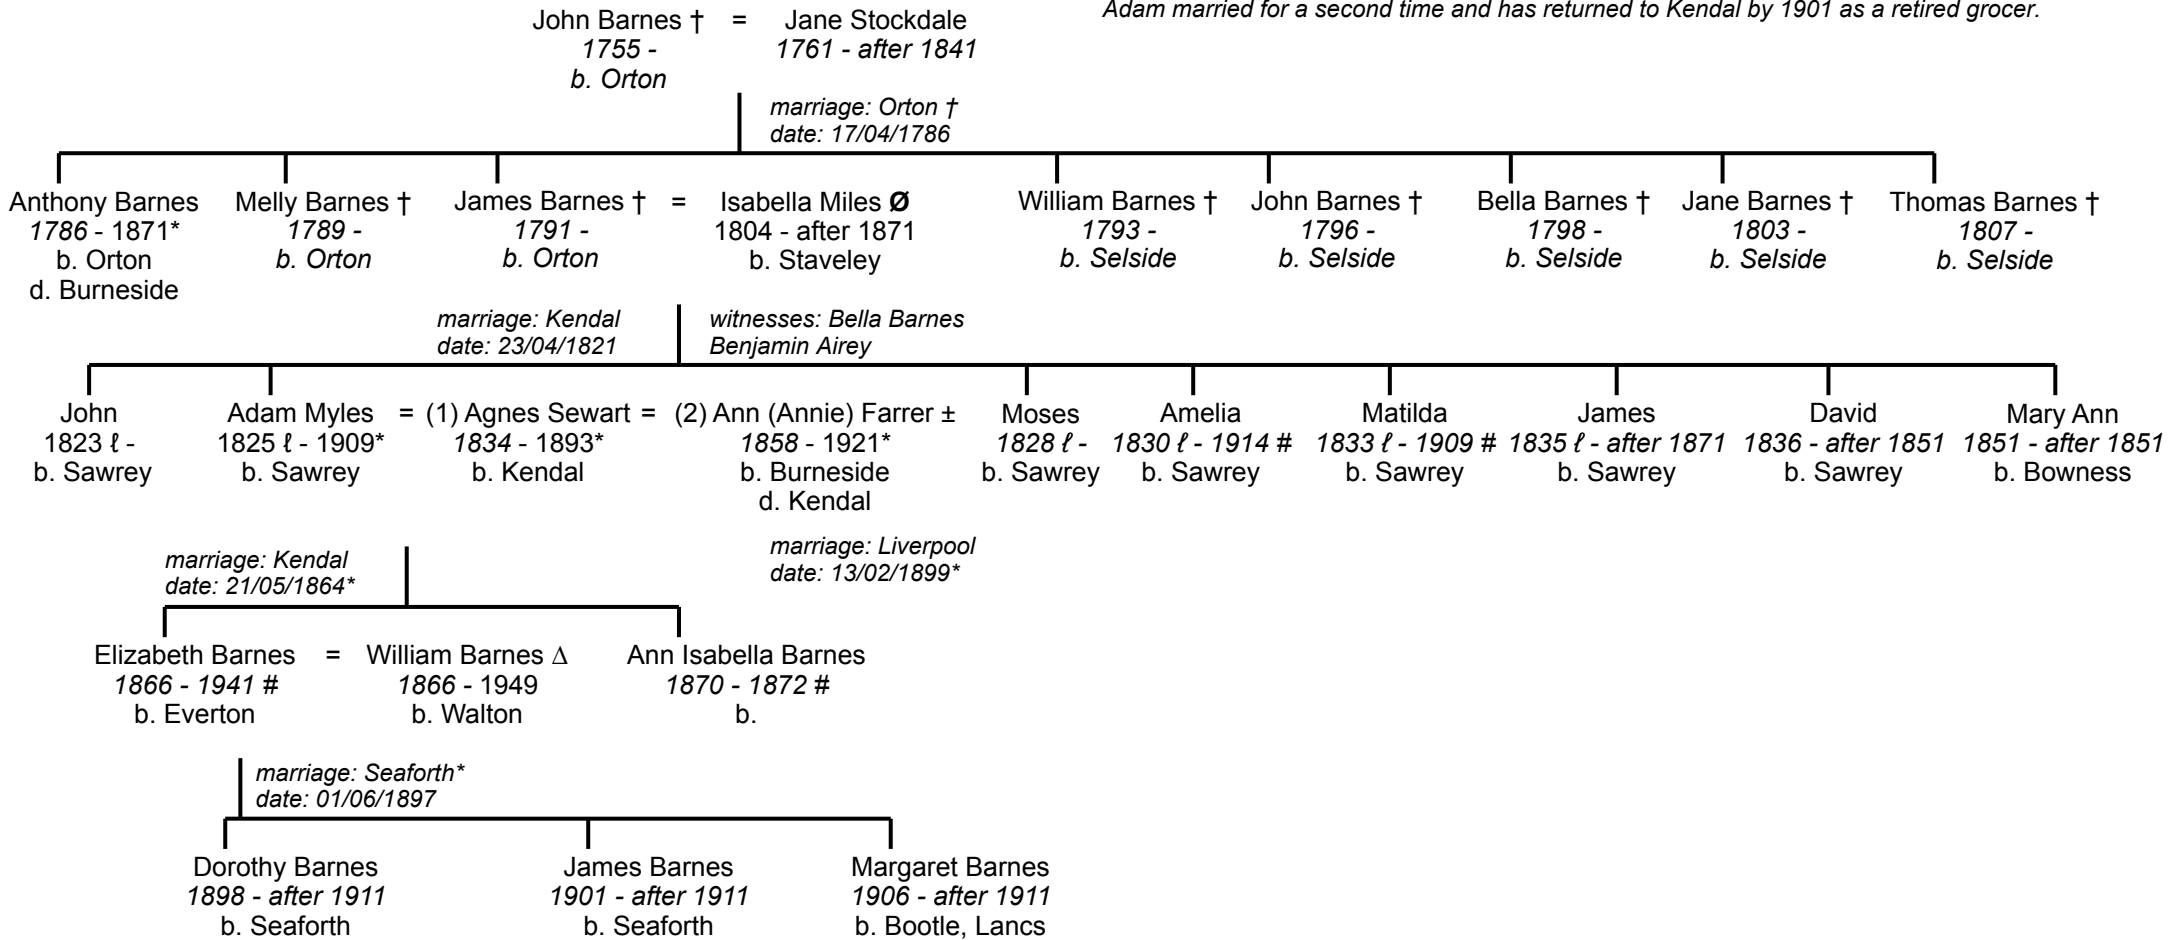 Adam married for a second time and has returned to Kendal by 1901 as a retired grocer.
John Barnes † = Jane Stockdale
1755 - 1761 - after 1841
b. Orton
marriage: Orton †
date: 17/04/1786
Anthony Barnes Melly Barnes † James Barnes † = Isabella Miles Ø William Barnes † John Barnes † Bella Barnes † Jane Barnes † Thomas Barnes †
1786 - 1871* 1789 - 1791 - 1804 - after 1871 1793 - 1796 - 1798 - 1803 - 1807 -
b. Orton b. Orton b. Orton b. Staveley b. Selside b. Selside b. Selside b. Selside b. Selside
d. Burneside
marriage: Kendal witnesses: Bella Barnes
date: 23/04/1821 Benjamin Airey
John Adam Myles = (1) Agnes Sewart = (2) Ann (Annie) Farrer ± Moses Amelia Matilda James David Mary Ann
1823 ℓ - 1825 ℓ - 1909* 1834 - 1893* 1858 - 1921* 1828 ℓ - 1830 ℓ - 1914 # 1833 ℓ - 1909 # 1835 ℓ - after 1871 1836 - after 1851 1851 - after 1851
b. Sawrey b. Sawrey b. Kendal b. Burneside b. Sawrey b. Sawrey b. Sawrey b. Sawrey b. Sawrey b. Bowness
d. Kendal
marriage: Kendal marriage: Liverpool
date: 21/05/1864* date: 13/02/1899*
Elizabeth Barnes = William Barnes Δ Ann Isabella Barnes
1866 - 1941 # 1866 - 1949 1870 - 1872 #
b. Everton b. Walton b.
marriage: Seaforth*
date: 01/06/1897
Dorothy Barnes James Barnes Margaret Barnes
1898 - after 1911 1901 - after 1911 1906 - after 1911
b. Seaforth b. Seaforth b. Bootle, Lancs